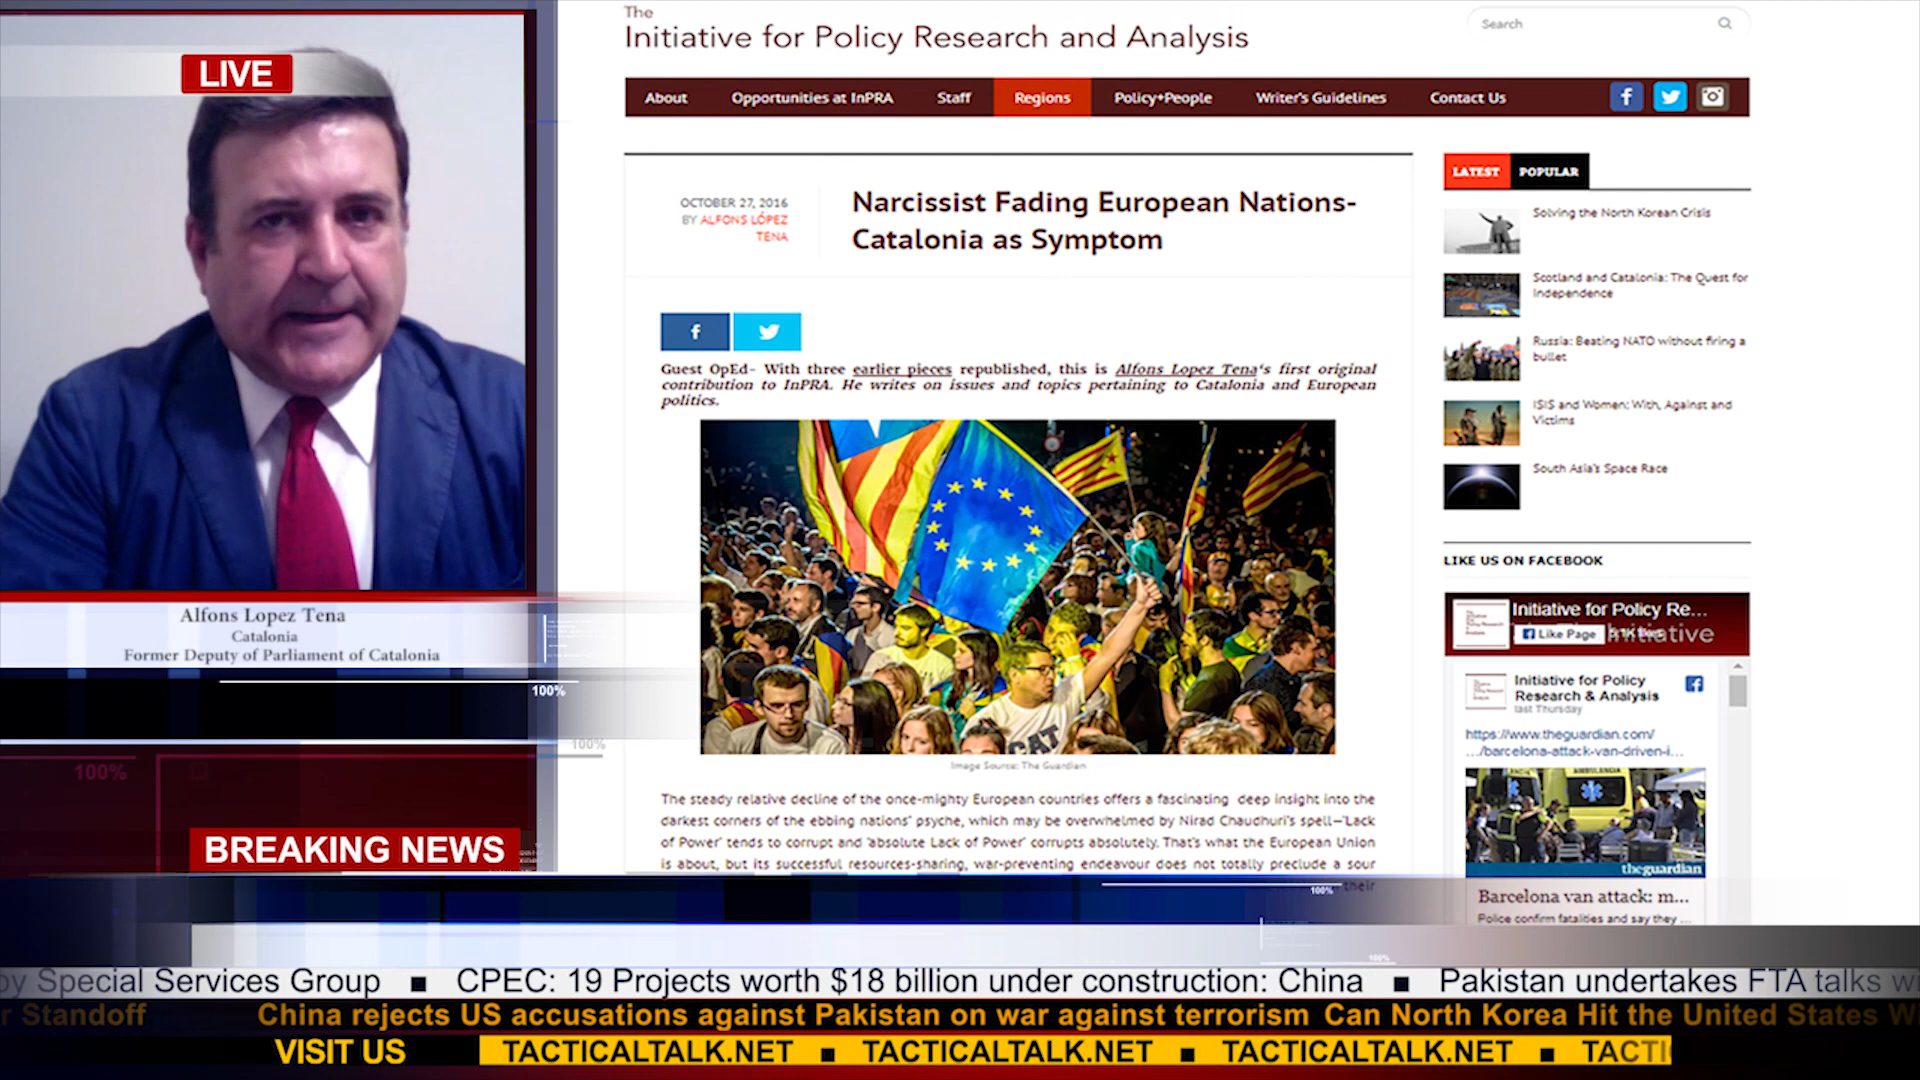 LIVE
Alfons Lopez Tena
Catalonia
Former Deputy of Parliament of Catalonia
100%
100%
100%
BREAKING NEWS
The
Initiative for Policy Research and Analysis
Search
About
Opportunities at InPRA
Staff
Regions
Policy+People
Writer's Guidelines
Contact Us
OCTOBER 27, 2016
BY ALFONS LÓPEZ
TENA
Narcissist Fading European Nations-
Catalonia as Symptom
Guest OpEd- With three earlier pieces republished, this is Alfons Lopez Tena's first original
contribution to InPRA. He writes on issues and topics pertaining to Catalonia and European
politics.
CAT
Image Source: The Guardian
The steady relative decline of the once-mighty European countries offers a fascinating deep insight into the
darkest corners of the ebbing nations' psyche, which may be overwhelmed by Nirad Chaudhuri's spell–'Lack
of Power' tends to corrupt and 'absolute Lack of Power' corrupts absolutely. That's what the European Union
is about, but its successful resources-sharing, war-preventing endeavour does not totally preclude a sour
their
LATEST
POPULAR
Solving the North Korean Crisis
Scotland and Catalonia: The Quest for
Independence
Russia: Beating NATO without firing a
bullet
ISIS and Women: With, Against and
Victims
South Asia's Space Race
LIKE US ON FACEBOOK
Initiative for Policy Re...
Like Page
Initiative
Initiative for Policy
Research & Analysis
last Thursday
https://www.theguardian.com/
.../barcelona-attack-van-driven-i...
AMBULANCIA
theguardian
Barcelona van attack: m...
Police confirm fatalities and say they ...
100%
100%
by Special Services Group ■ CPEC: 19 Projects worth $18 billion under construction: China ■ Pakistan undertakes FTA talks wi
r Standoff China rejects US accusations against Pakistan on war against terrorism Can North Korea Hit the United States W
VISIT US TACTICALTALK.NET ■ TACTICALTALK.NET ■ TACTICALTALK.NET ■ TACTI